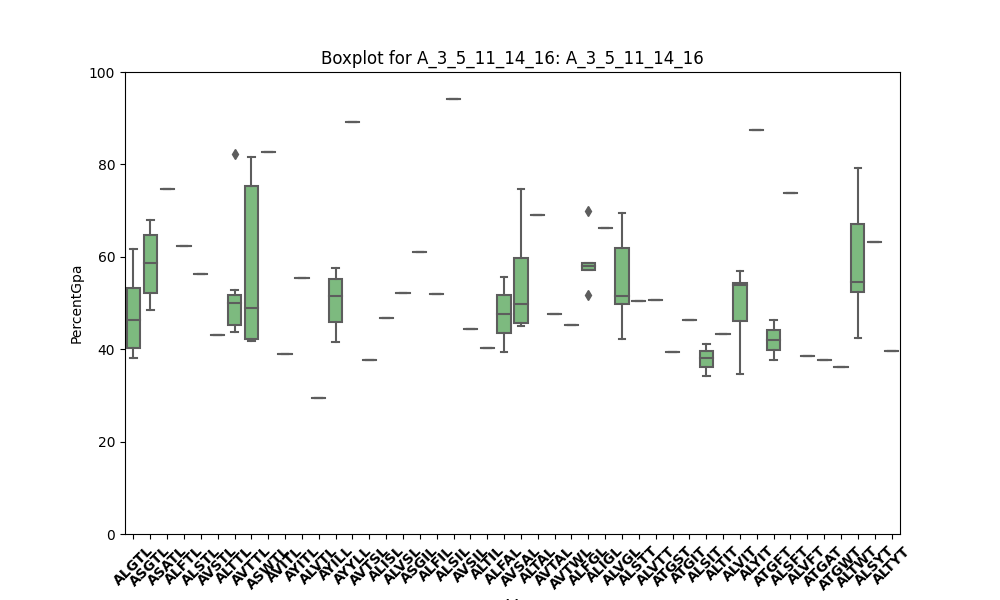 Boxplot for A_3_5_11_14_16: A_3_5_11_14_16
PercentGpa
100
80
60
40
20
0
ALGTL
ASGTL
ASATL
ALFTL
ALSTL
AVSTL
ALTTL
AVTTL
ASWTL
AVITL
AYITL
ALVTL
AYILL
AYYLL
AVTSL
ALISL
ALVSL
ASGIL
ALFIL
ALSIL
AVSIL
ALTIL
ALFAL
AVSAL
ALTAL
AVTAL
AVTWL
ALFGL
ALIGL
ALVGL
ALSTT
ALVTT
ATGST
ATGIT
ALSIT
ALTIT
ALVIT
ALYIT
ATGFT
ALSFT
ALVFT
ATGAT
ATGWT
ALTWT
ALSYT
ALTYT